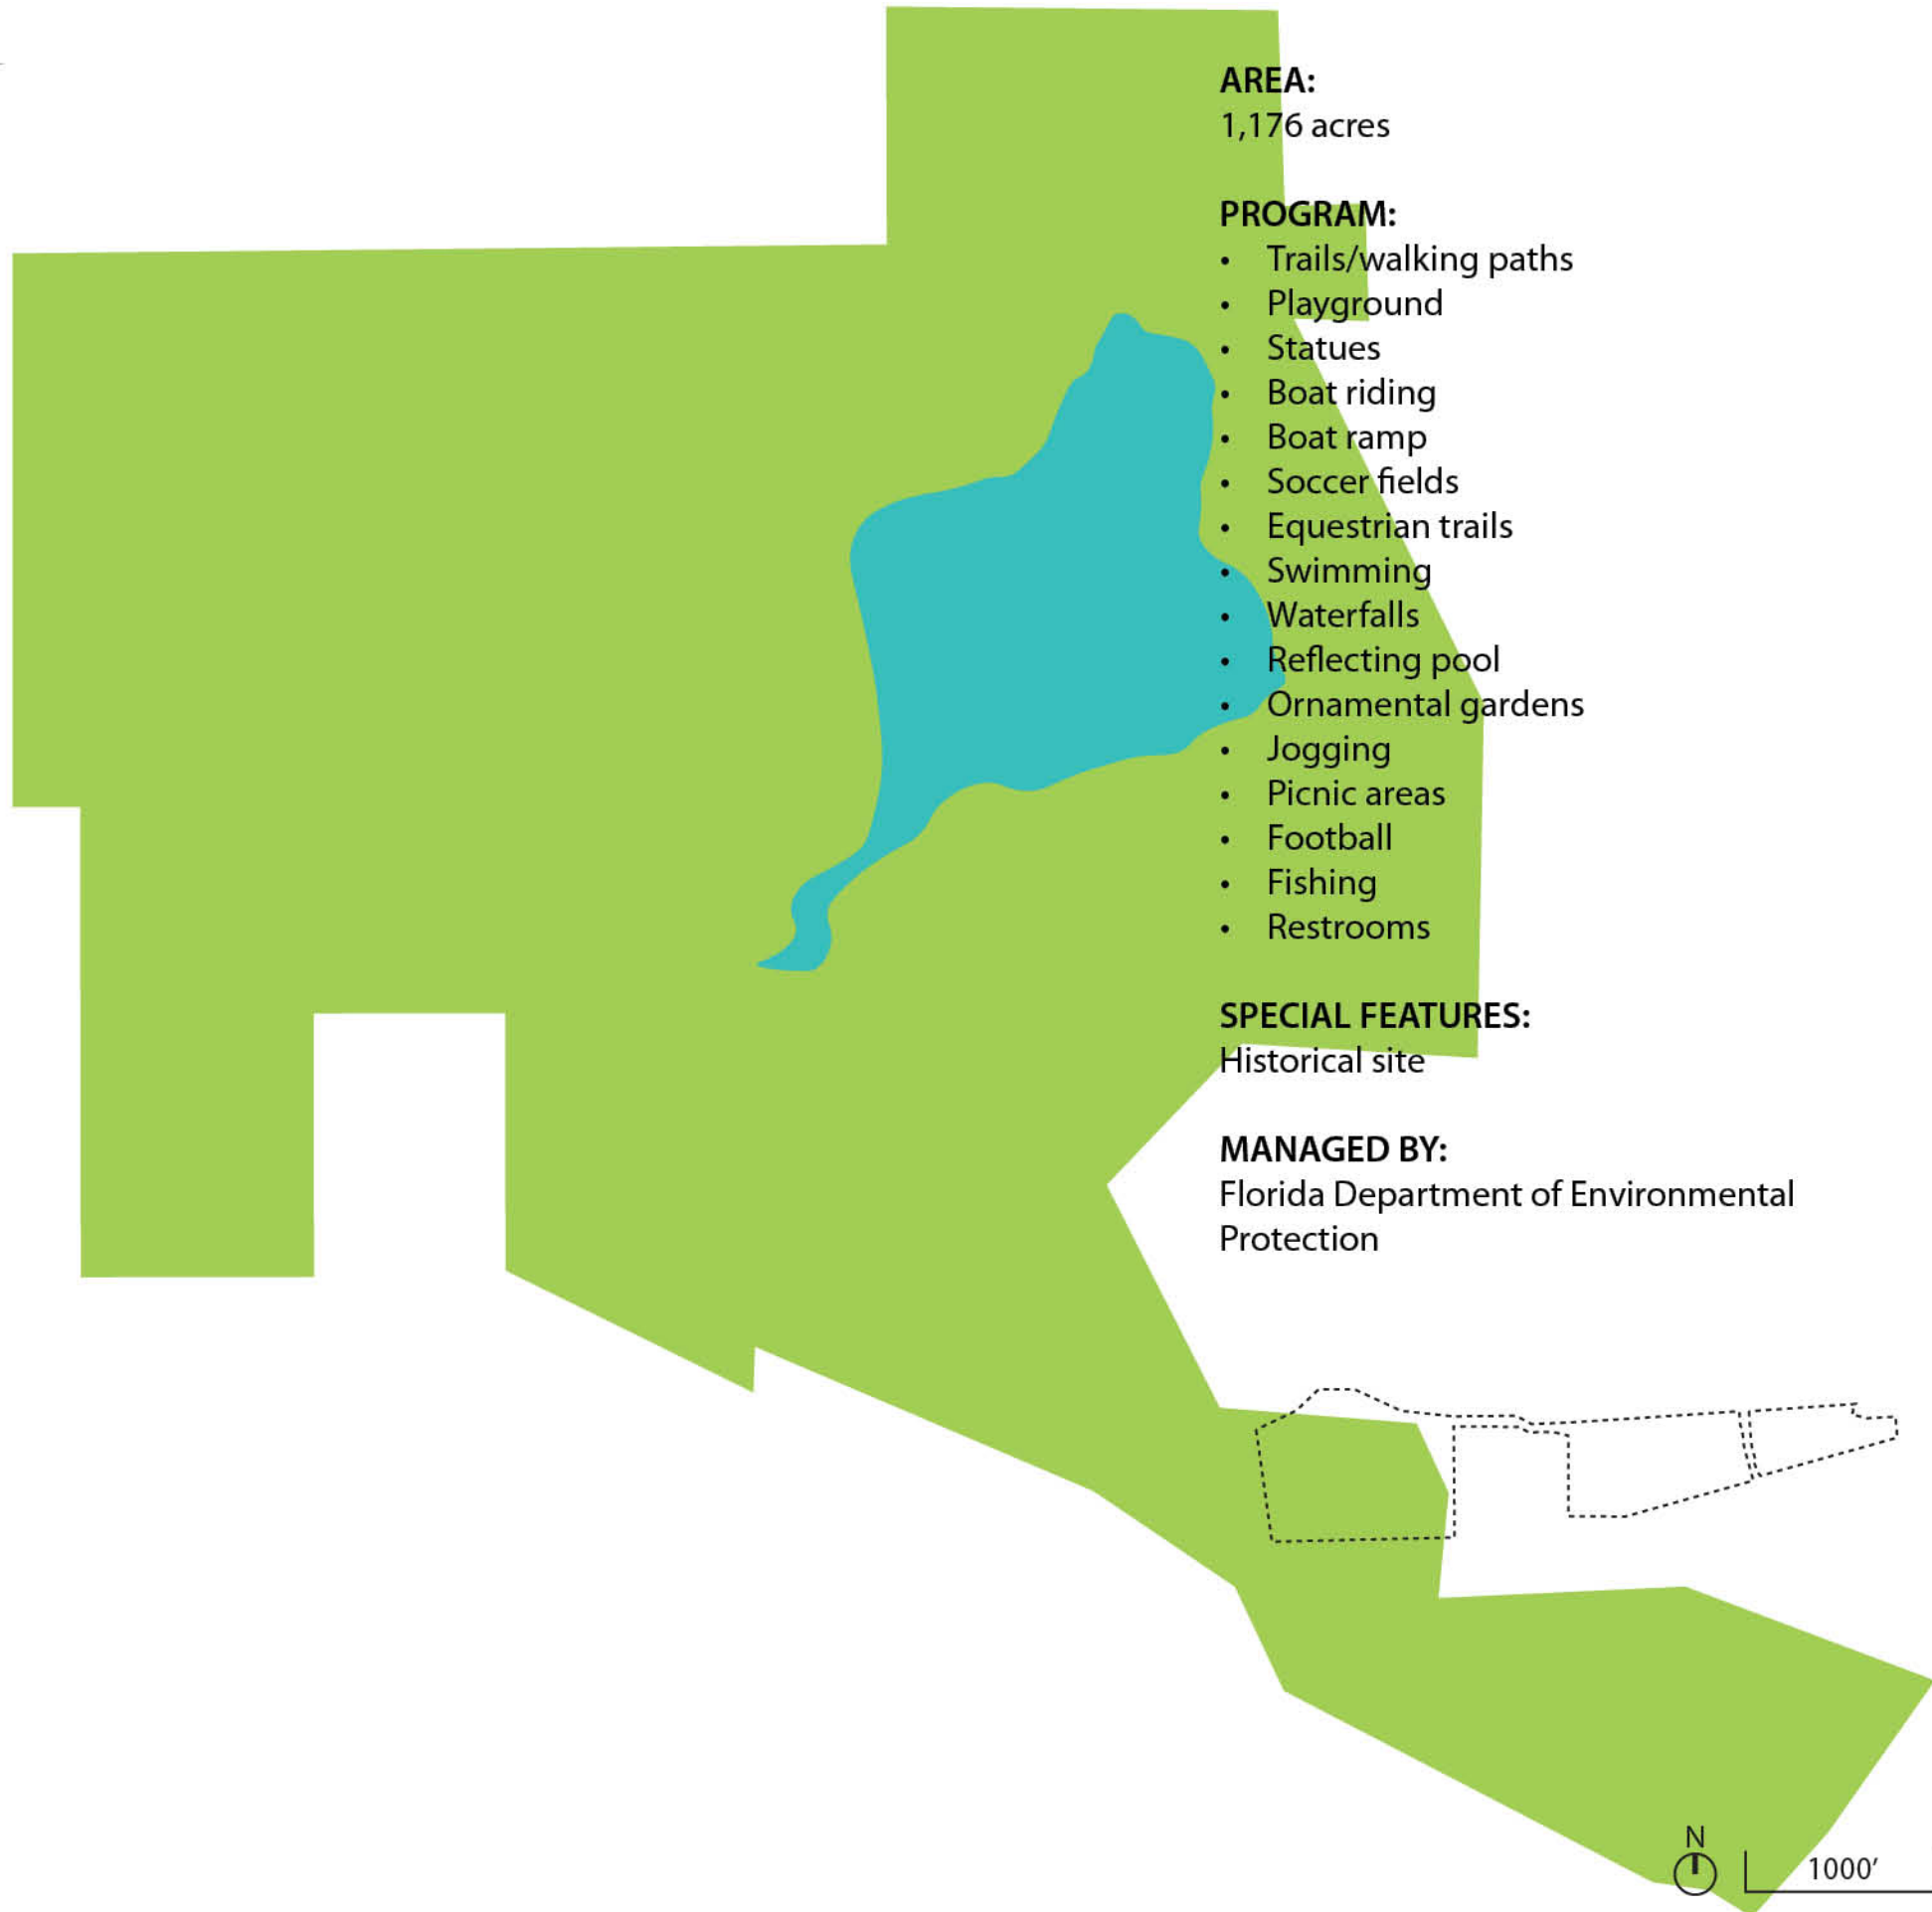 AREA:
1,176 acres
PROGRAM:
• Trails/walking paths
• Playground
• Statues
• Boat riding
• Boat ramp
• Soccer fields
• Equestrian trails
• Swimming
• Waterfalls
• Reflecting pool
• Ornamental gardens
• Jogging
• Picnic areas
• Football
• Fishing
• Restrooms
SPECIAL FEATURES:
Historical site
MANAGED BY:
Florida Department of Environmental
Protection
N
1000’